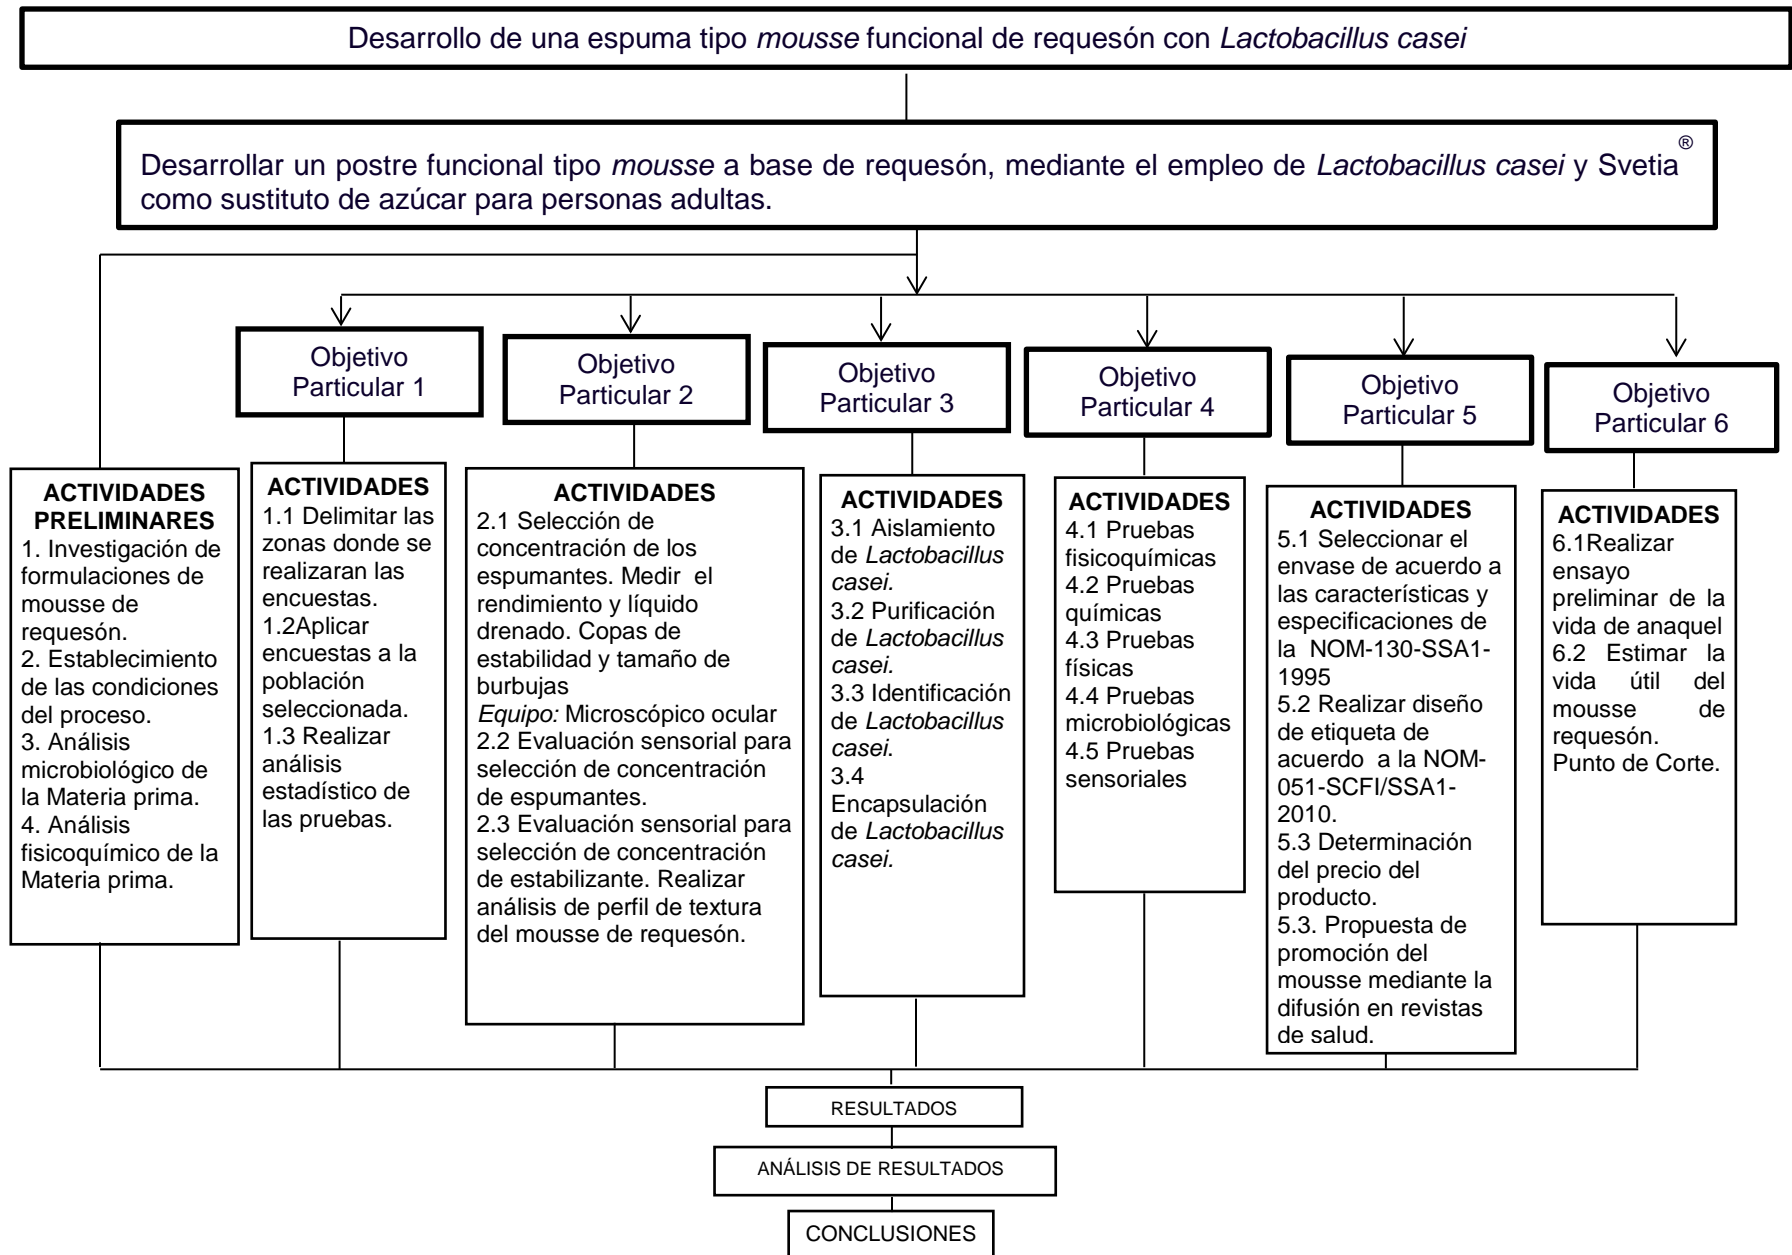 Desarrollo de una espuma tipo mousse funcional de requesón con Lactobacillus casei
Desarrollar un postre funcional tipo mousse a base de requesón, mediante el empleo de Lactobacillus casei y Svetia®
como sustituto de azúcar para personas adultas.
Objetivo
Particular 1
Objetivo
Particular 2
Objetivo
Particular 3
Objetivo
Particular 4
Objetivo
Particular 5
Objetivo
Particular 6
ACTIVIDADES
PRELIMINARES
1. Investigación de
formulaciones de
mousse de
requesón.
2. Establecimiento
de las condiciones
del proceso.
3. Análisis
microbiológico de
la Materia prima.
4. Análisis
fisicoquímico de la
Materia prima.
ACTIVIDADES
1.1 Delimitar las
zonas donde se
realizaran las
encuestas.
1.2Aplicar
encuestas a la
población
seleccionada.
1.3 Realizar
análisis
estadístico de
las pruebas.
ACTIVIDADES
2.1 Selección de
concentración de los
espumantes. Medir el
rendimiento y líquido
drenado. Copas de
estabilidad y tamaño de
burbujas
Equipo: Microscópico ocular
2.2 Evaluación sensorial para
selección de concentración
de espumantes.
2.3 Evaluación sensorial para
selección de concentración
de estabilizante. Realizar
análisis de perfil de textura
del mousse de requesón.
ACTIVIDADES
3.1 Aislamiento
de Lactobacillus
casei.
3.2 Purificación
de Lactobacillus
casei.
3.3 Identificación
de Lactobacillus
casei.
3.4
Encapsulación
de Lactobacillus
casei.
ACTIVIDADES
4.1 Pruebas
fisicoquímicas
4.2 Pruebas
químicas
4.3 Pruebas
físicas
4.4 Pruebas
microbiológicas
4.5 Pruebas
sensoriales
ACTIVIDADES
5.1 Seleccionar el
envase de acuerdo a
las características y
especificaciones de
la NOM-130-SSA1-
1995
5.2 Realizar diseño
de etiqueta de
acuerdo a la NOM-
051-SCFI/SSA1-
2010.
5.3 Determinación
del precio del
producto.
5.3. Propuesta de
promoción del
mousse mediante la
difusión en revistas
de salud.
ACTIVIDADES
6.1Realizar
ensayo
preliminar de la
vida de anaquel
6.2 Estimar la
vida útil del
mousse de
requesón.
Punto de Corte.
RESULTADOS
ANÁLISIS DE RESULTADOS
CONCLUSIONES